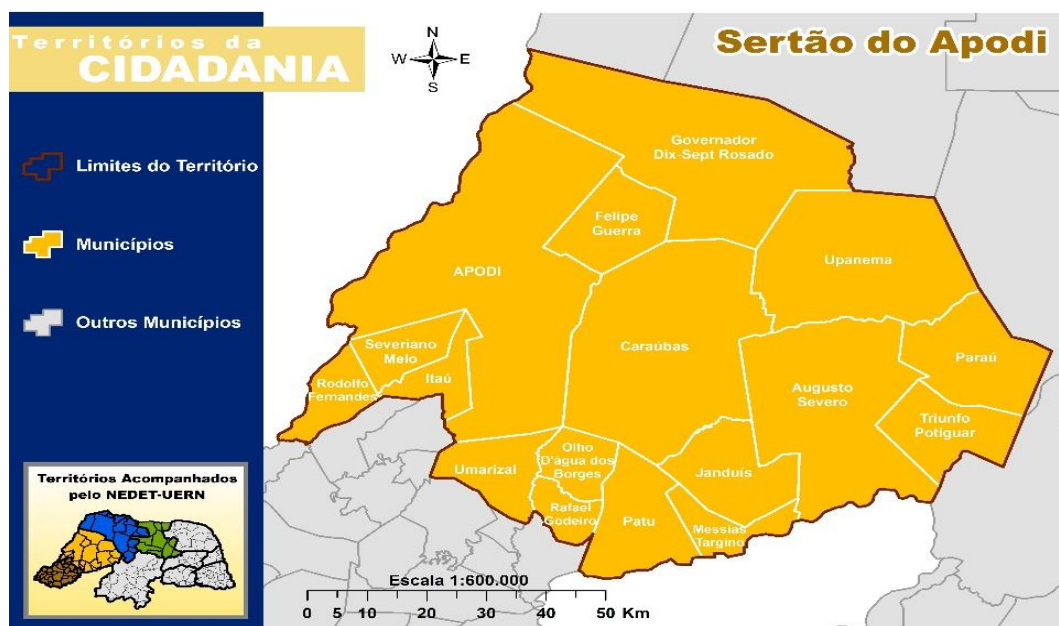 Territórios da
CIDADANIA
Limites do Território
Municípios
Outros Municípios
Territórios Acompanhados
pelo NEDET-UERN
N
W E
S
Sertão do Apodi
Governador
Dix-Sept Rosado
Felipe
Guerra
Upanema
APODI
Caraúbas
Paraú
Severiano
Melo
Itaú
Rodolfo
Fernandes
Augusto
Severo
Triunfo
Potiguar
Umarizal
Olho
D'água dos
Borges
Janduís
Rafael
Godeiro
Patu
Messias
Targino
Escala 1:600.000
0 5 10 20 30 40 50 Km